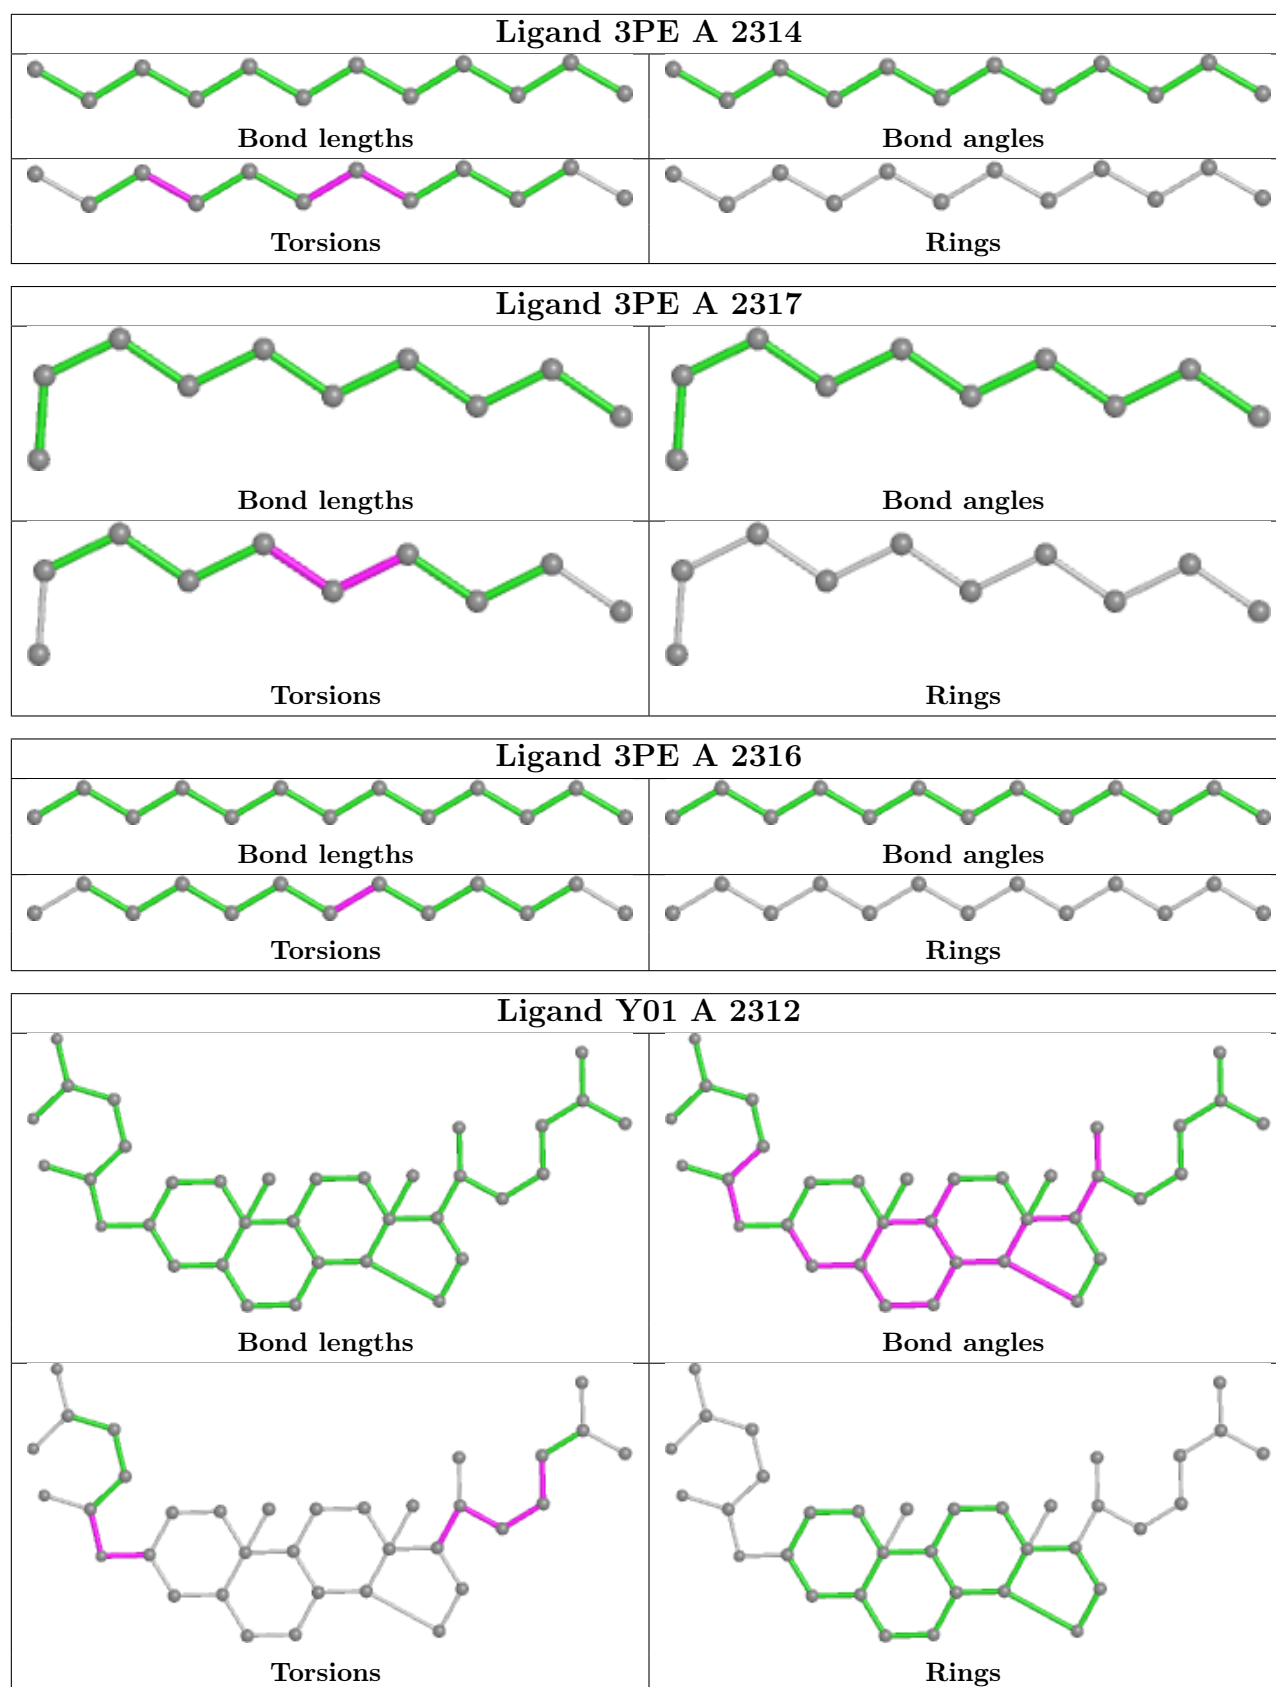 Ligand 3PE A 2314
Bond lengths
Bond angles
Torsions
Rings
Ligand 3PE A 2317
Bond lengths
Bond angles
Torsions
Rings
Ligand 3PE A 2316
Bond lengths
Bond angles
Torsions
Rings
Ligand Y01 A 2312
Bond lengths
Bond angles
Torsions
Rings